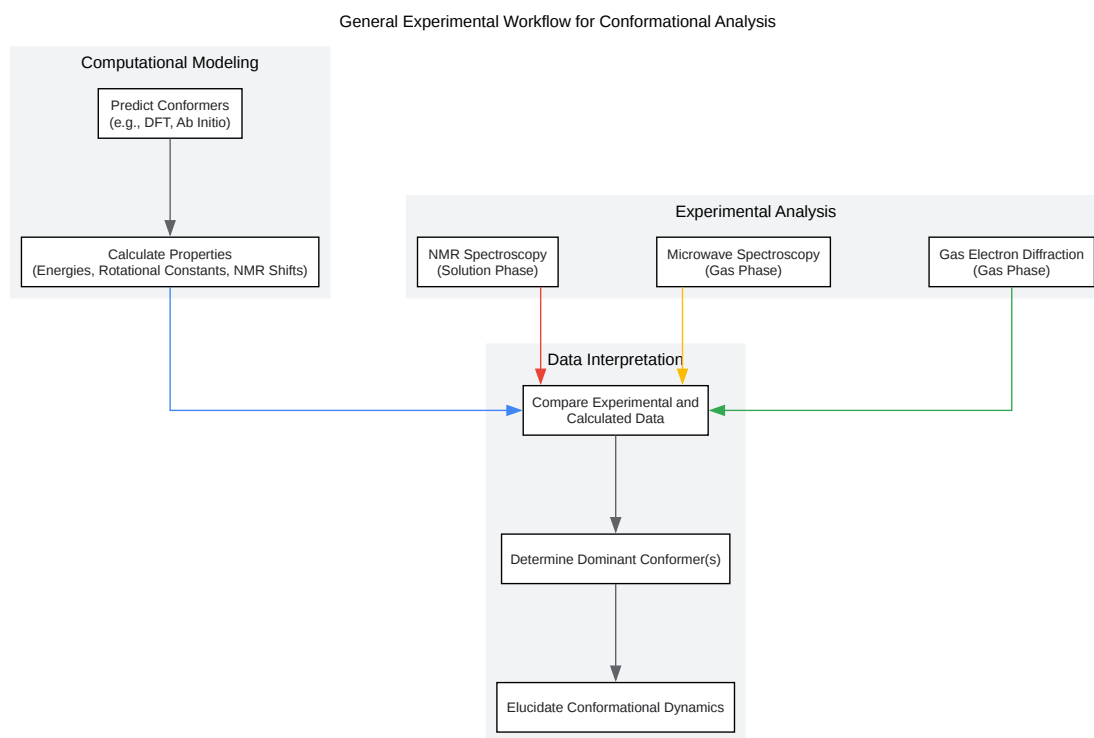 General Experimental Workflow for Conformational Analysis
Computational Modeling
Predict Conformers
(e.g., DFT, Ab Initio)
Calculate Properties
(Energies, Rotational Constants, NMR Shifts)
Experimental Analysis
NMR Spectroscopy
(Solution Phase)
Microwave Spectroscopy
(Gas Phase)
Gas Electron Diffraction
(Gas Phase)
Data Interpretation
Compare Experimental and
Calculated Data
Determine Dominant Conformer(s)
Elucidate Conformational Dynamics